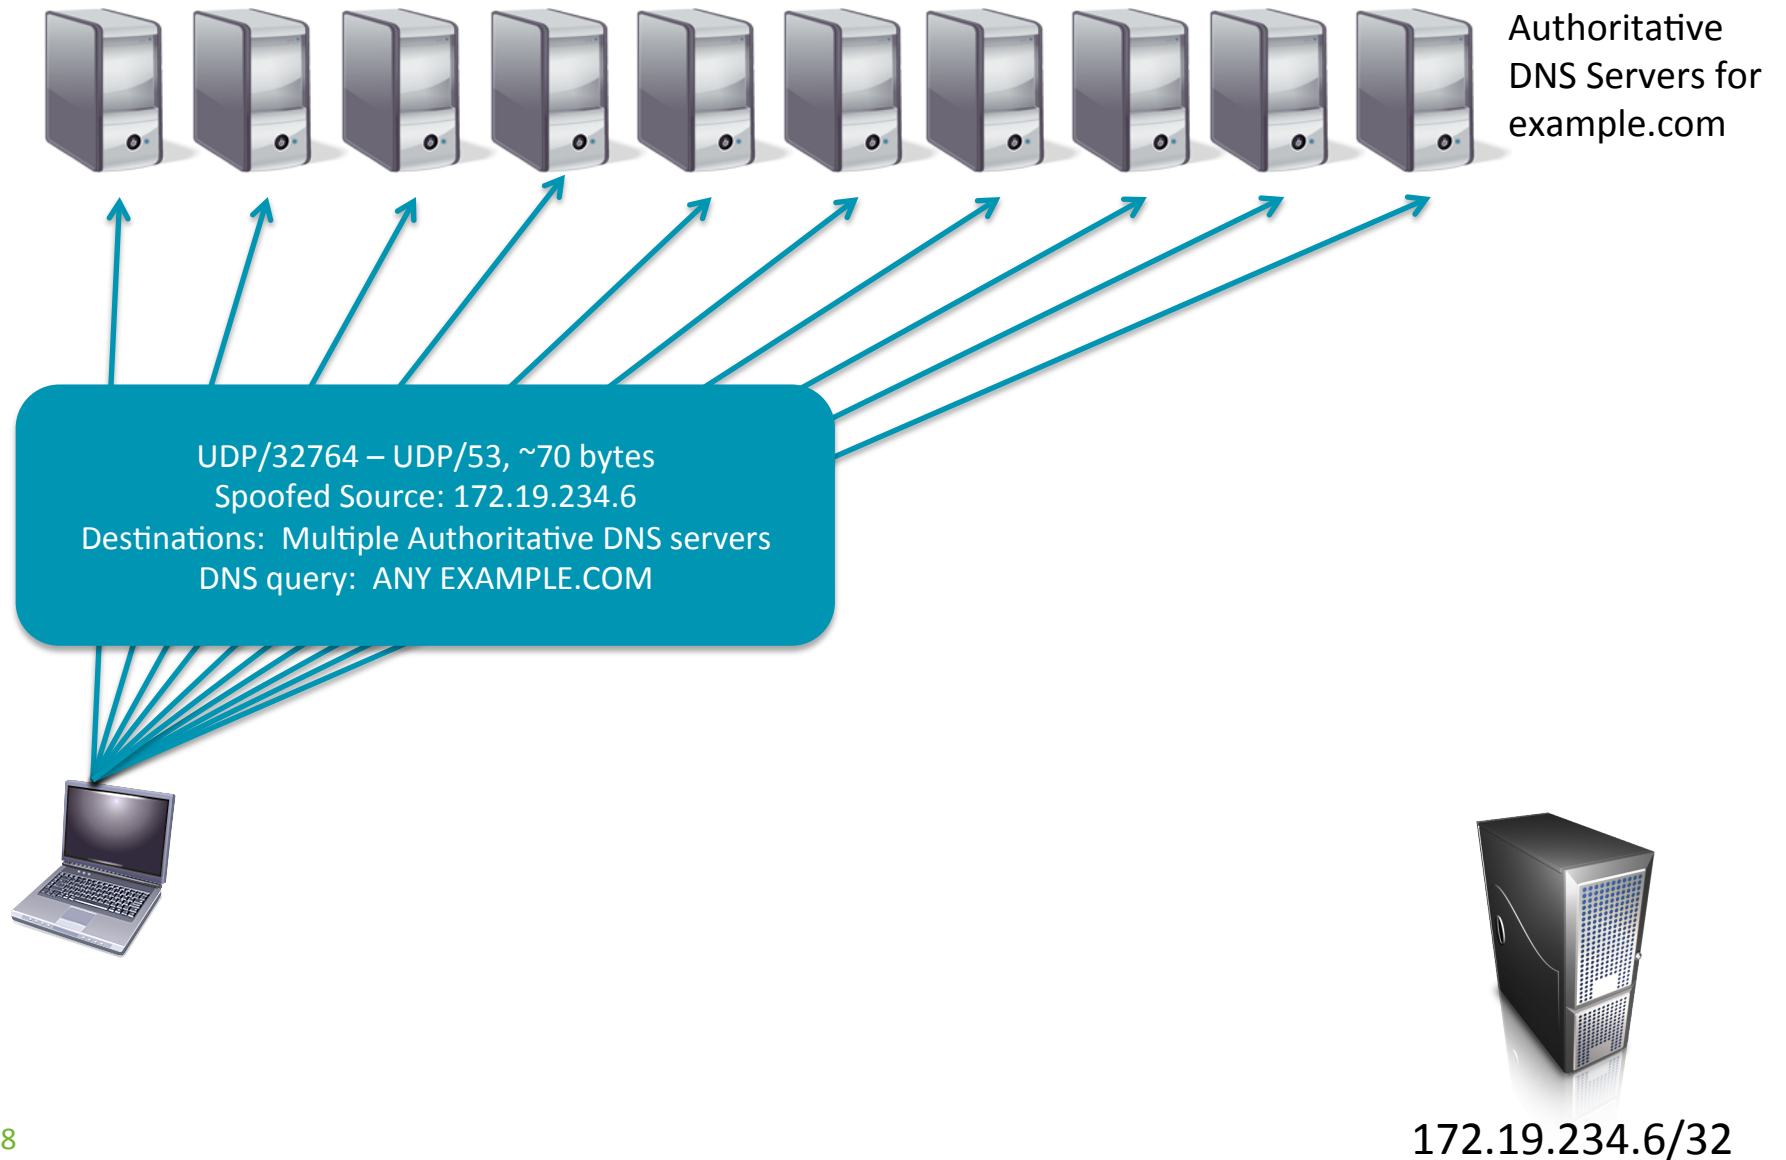 Authoritative
DNS Servers for
example.com
UDP/32764 – UDP/53, ~70 bytes
Spoofed Source: 172.19.234.6
Destinations:  Multiple Authoritative DNS servers
DNS query:  ANY EXAMPLE.COM
172.19.234.6/32
8